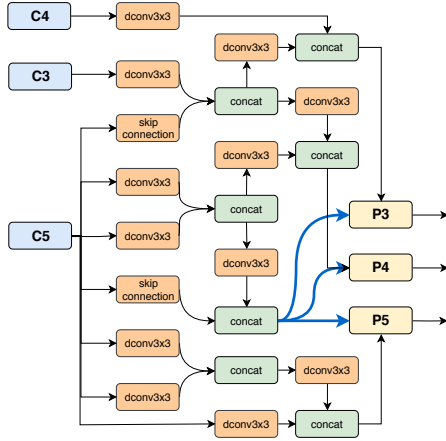 C4
dconv3x3
dconv3x3
concat
C3
dconv3x3
concat
dconv3x3
skip
connection
dconv3x3
concat
dconv3x3
concat
P3
C5
dconv3x3
dconv3x3
P4
skip
connection
concat
P5
dconv3x3
concat
dconv3x3
dconv3x3
dconv3x3
concat